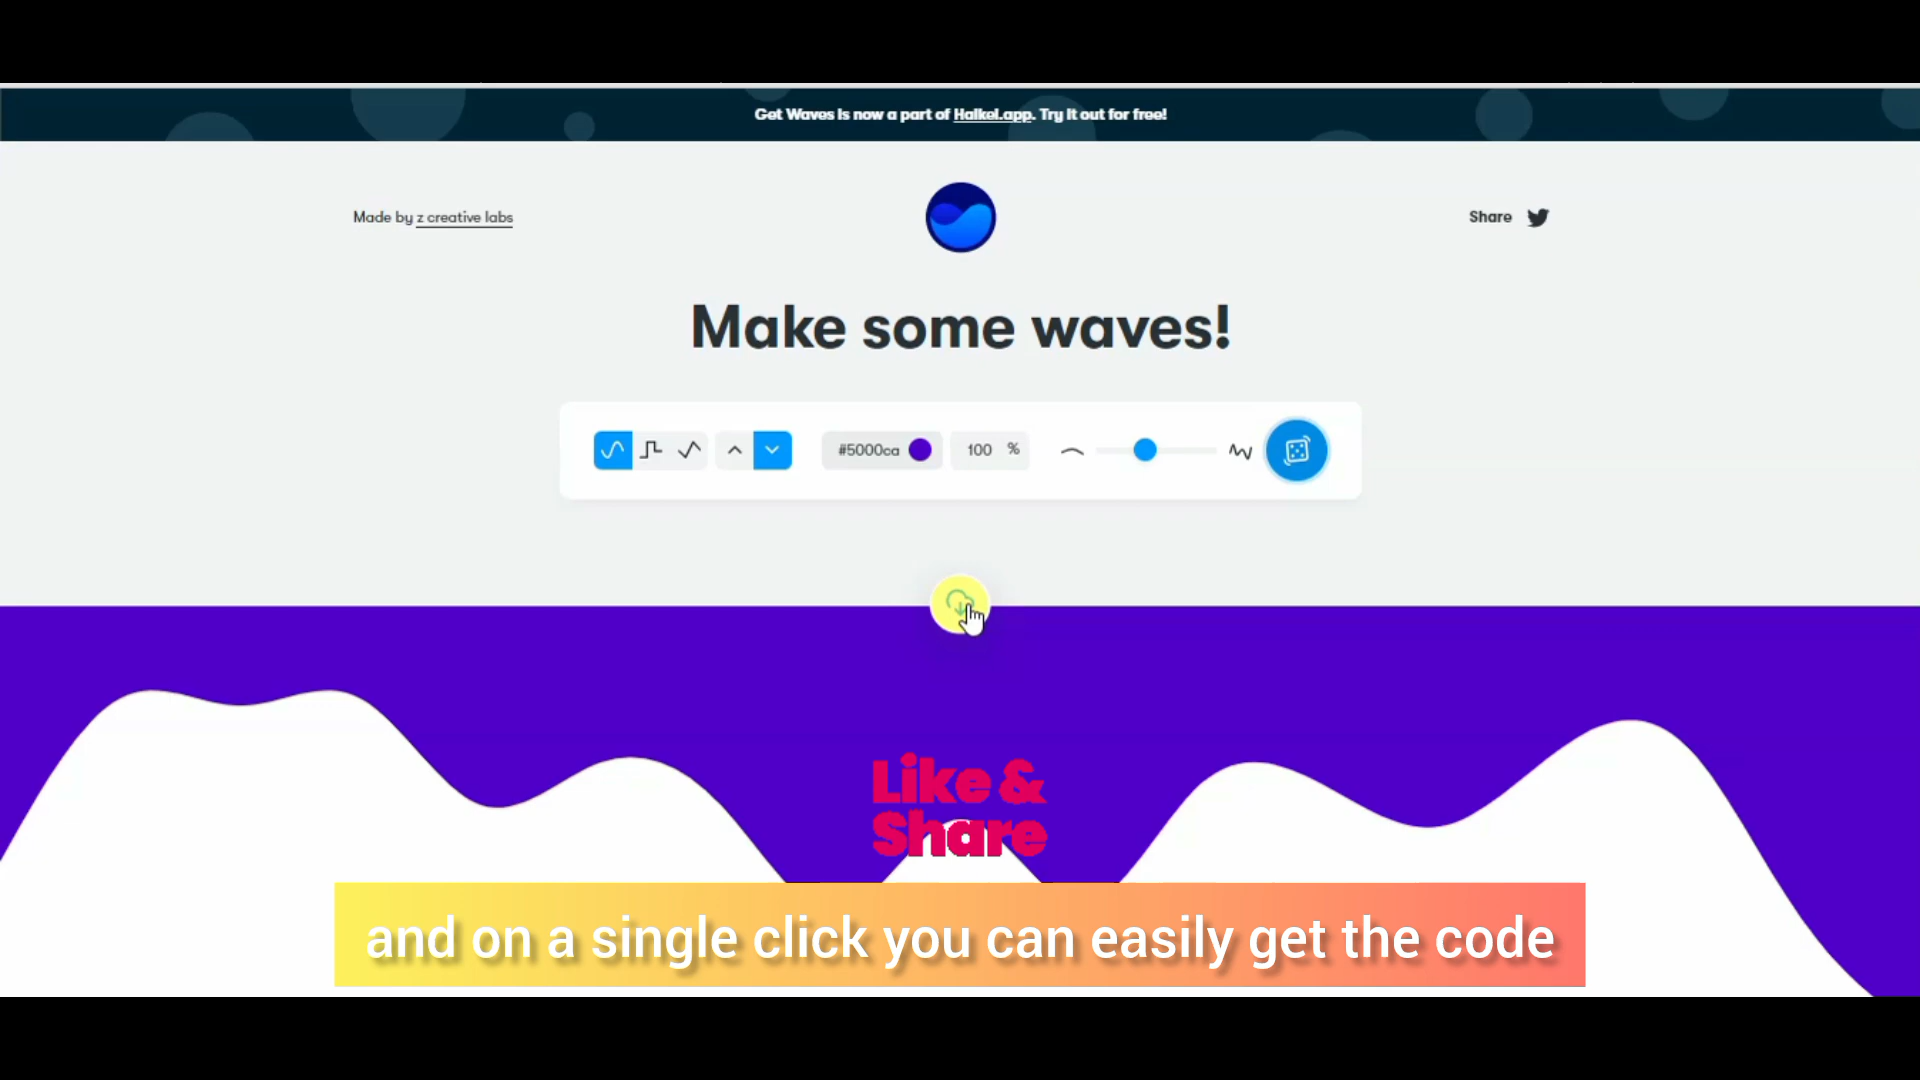 Get Waves is now a part of Haikei.app. Try it out for free!
Made by z creative labs
Share
Make some waves!
#5000ca
100 %
Like &
Share
and on a single click you can easily get the code